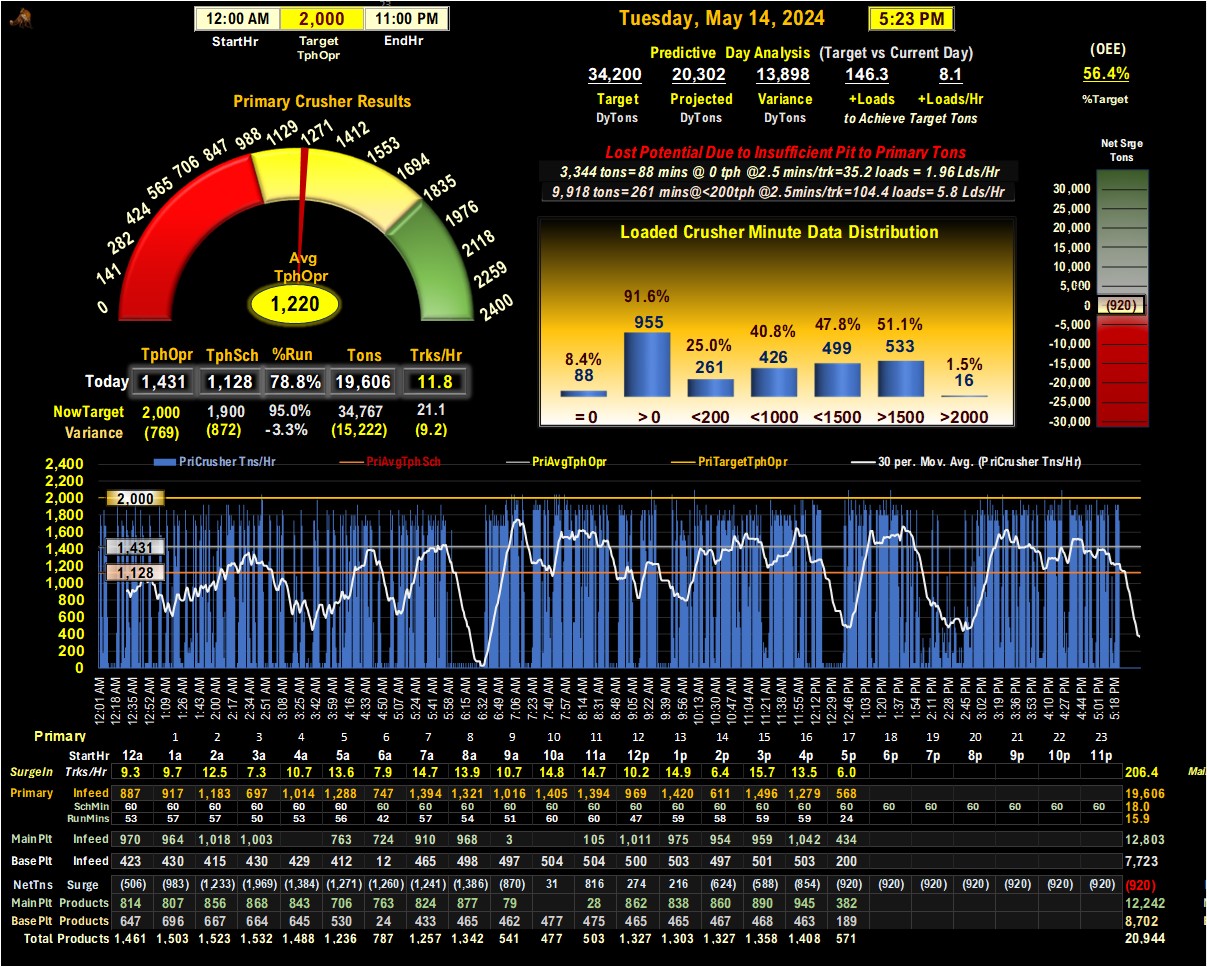 23
12:00 AM 2,000 11:00 PM
StartHr Target TphOpr EndHr
Tuesday, May 14, 2024 5:23 PM
Predictive Day Analysis (Target vs Current Day)
34,200 20,302 13,898 146.3 8.1
Target Projected Variance +Loads +Loads/Hr
DyTons DyTons DyTons to Achieve Target Tons
(OEE)
56.4%
%Target
Primary Crusher Results
0 141 282 424 565 706 847 988 1129 1271 1412 1553 1694 1835 1976 2118 2259 2400
Avg
TphOpr
1,220
Lost Potential Due to Insufficient Pit to Primary Tons
3,344 tons=88 mins @ 0 tph @2.5 mins/trk=35.2 loads = 1.96 Lds/Hr
9,918 tons=261 mins@<200tph @2.5mins/trk=104.4 loads= 5.8 Lds/Hr
Net Srge
Tons
30,000
25,000
20,000
15,000
10,000
5,000
0 (920)
-5,000
-10,000
-15,000
-20,000
-25,000
-30,000
Loaded Crusher Minute Data Distribution
8.4% 91.6% 25.0% 40.8% 47.8% 51.1% 1.5%
88 955 261 426 499 533 16
= 0 > 0 <200 <1000 <1500 >1500 >2000
TphOpr TphSch %Run Tons Trks/Hr
Today 1,431 1,128 78.8% 19,606 11.8
NowTarget 2,000 1,900 95.0% 34,767 21.1
Variance (769) (872) -3.3% (15,222) (9.2)
PriCrusher Tns/Hr PriAvgTphSch PriAvgTphOpr PriTargetTphOpr 30 per. Mov. Avg. (PriCrusher Tns/Hr)
2,400
2,200
2,000
1,800
1,600
1,400
1,200
1,000
800
600
400
200
0
2,000
1,431
1,128
12:01 AM 12:18 AM 12:35 AM 12:52 AM 1:09 AM 1:26 AM 1:43 AM 2:00 AM 2:17 AM 2:34 AM 2:51 AM 3:08 AM 3:25 AM 3:42 AM 3:59 AM 4:16 AM 4:33 AM 4:50 AM 5:07 AM 5:24 AM 5:41 AM 5:58 AM 6:15 AM 6:32 AM 6:49 AM 7:06 AM 7:23 AM 7:40 AM 7:57 AM 8:14 AM 8:31 AM 8:48 AM 9:05 AM 9:22 AM 9:39 AM 9:56 AM 10:13 AM 10:30 AM 10:47 AM 11:04 AM 11:21 AM 11:38 AM 11:55 AM 12:12 PM 12:29 PM 12:46 PM 1:03 PM 1:20 PM 1:37 PM 1:54 PM 2:11 PM 2:28 PM 2:45 PM 3:02 PM 3:19 PM 3:36 PM 3:53 PM 4:10 PM 4:27 PM 4:44 PM 5:01 PM 5:18 PM
Primary 1 2 3 4 5 6 7 8 9 10 11 12 13 14 15 16 17 18 19 20 21 22 23
StartHr 12a 1a 2a 3a 4a 5a 6a 7a 8a 9a 10a 11a 12p 1p 2p 3p 4p 5p 6p 7p 8p 9p 10p 11p
SurgeIn Trks/Hr 9.3 9.7 12.5 7.3 10.7 13.6 7.9 14.7 13.9 10.7 14.8 14.7 10.2 14.9 6.4 15.7 13.5 6.0 206.4
Primary Infeed 887 917 1,183 697 1,014 1,288 747 1,394 1,321 1,016 1,405 1,394 969 1,420 611 1,496 1,279 568 19,606
SchMin 60 60 60 60 60 60 60 60 60 60 60 60 60 60 60 60 60 60 60 60 60 60 60 60 18.0
RunMins 53 57 57 50 53 56 42 57 54 51 60 60 47 59 58 59 59 24 15.9
MainPlt Infeed 970 964 1,018 1,003 763 724 910 968 3 105 1,011 975 954 959 1,042 434 12,803
BasePlt Infeed 423 430 415 430 429 412 12 465 498 497 504 504 500 503 497 501 503 200 7,723
NetTns Surge (506) (983) (1,233) (1,969) (1,384) (1,271) (1,260) (1,241) (1,386) (870) 31 816 274 216 (624) (588) (854) (920) (920) (920) (920) (920) (920) (920) (920)
MainPlt Products 814 807 856 868 843 706 763 824 877 79 28 862 838 860 890 945 382 12,242
BasePlt Products 647 696 667 664 645 530 24 433 465 462 477 475 465 465 467 468 463 189 8,702
Total Products 1,461 1,503 1,523 1,532 1,488 1,236 787 1,257 1,342 541 477 503 1,327 1,303 1,327 1,358 1,408 571 20,944